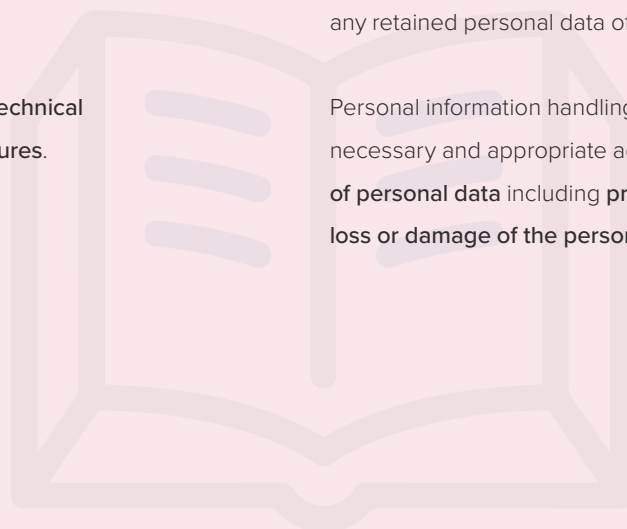 echnical
ures.
any retained personal data of
Personal information handling
necessary and appropriate a
of personal data including pr
loss or damage of the person